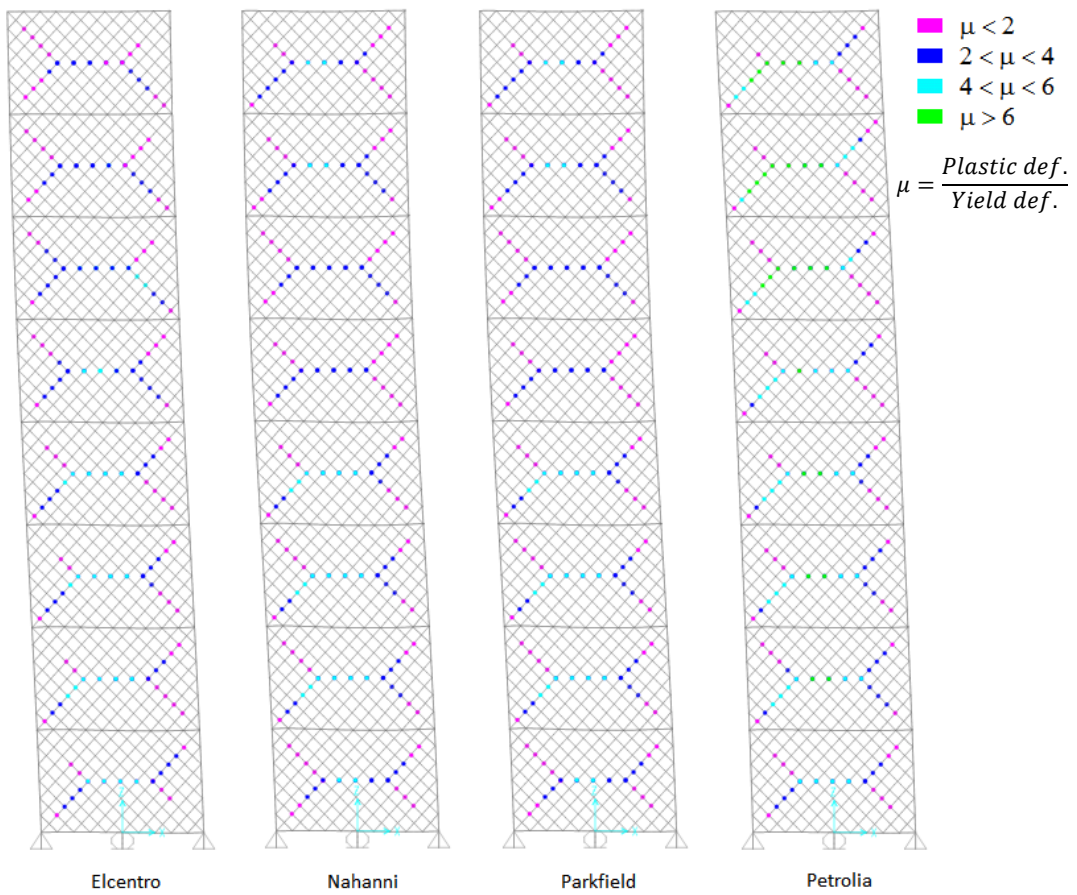 μ < 2
2 < μ < 4
4 < μ < 6
μ > 6
μ = Plastic def. / Yield def.
Z X Z X Z X Z X
Elcentro Nahanni Parkfield Petrolia